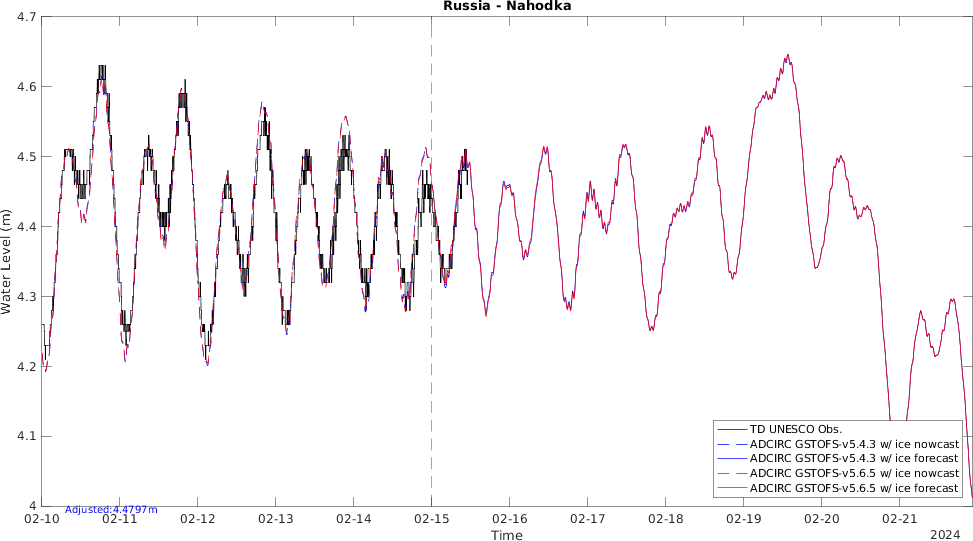 Russia - Nahodka
4.7
4.6
4.5
4.4
4.3
4.2
4.1
4
Water Level (m)
TD UNESCO Obs.
ADCIRC GSTOFS-v5.4.3 w/ ice nowcast
ADCIRC GSTOFS-v5.4.3 w/ ice forecast
ADCIRC GSTOFS-v5.6.5 w/ ice nowcast
ADCIRC GSTOFS-v5.6.5 w/ ice forecast
Adjusted:4.4797m
02-10 02-11 02-12 02-13 02-14 02-15 02-16 02-17 02-18 02-19 02-20 02-21
Time
2024